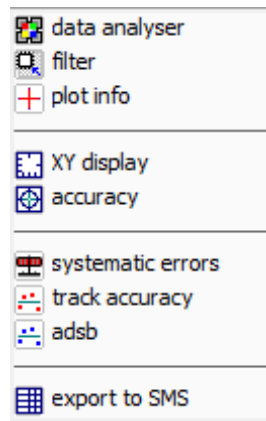 data analyser
filter
plot info
XY display
accuracy
systematic errors
track accuracy
adsb
export to SMS